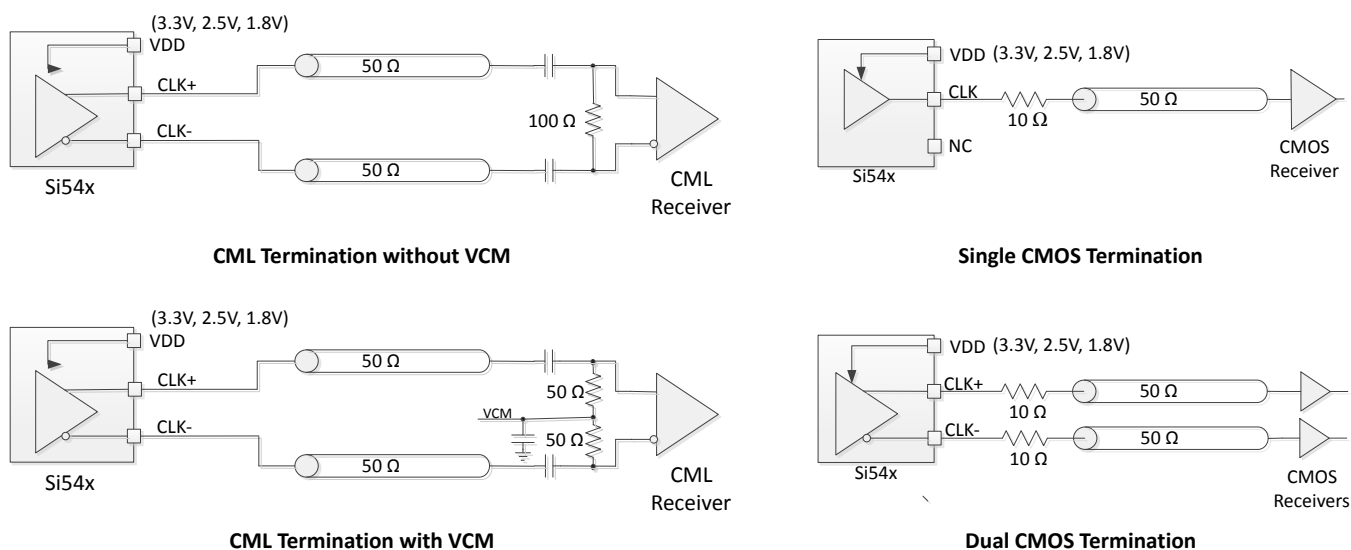 (3.3V, 2.5V, 1.8V)
VDD
CLK+
50 Ω
100 Ω
CLK-
50 Ω
Si54x
CML
Receiver
CML Termination without VCM
VDD (3.3V, 2.5V, 1.8V)
CLK
10 Ω
50 Ω
NC
Si54x
CMOS
Receiver
Single CMOS Termination
(3.3V, 2.5V, 1.8V)
VDD
CLK+
50 Ω
50 Ω
VCM
50 Ω
CLK-
50 Ω
Si54x
CML
Receiver
CML Termination with VCM
VDD (3.3V, 2.5V, 1.8V)
CLK+
10 Ω
50 Ω
CLK-
10 Ω
50 Ω
Si54x
CMOS
Receivers
Dual CMOS Termination